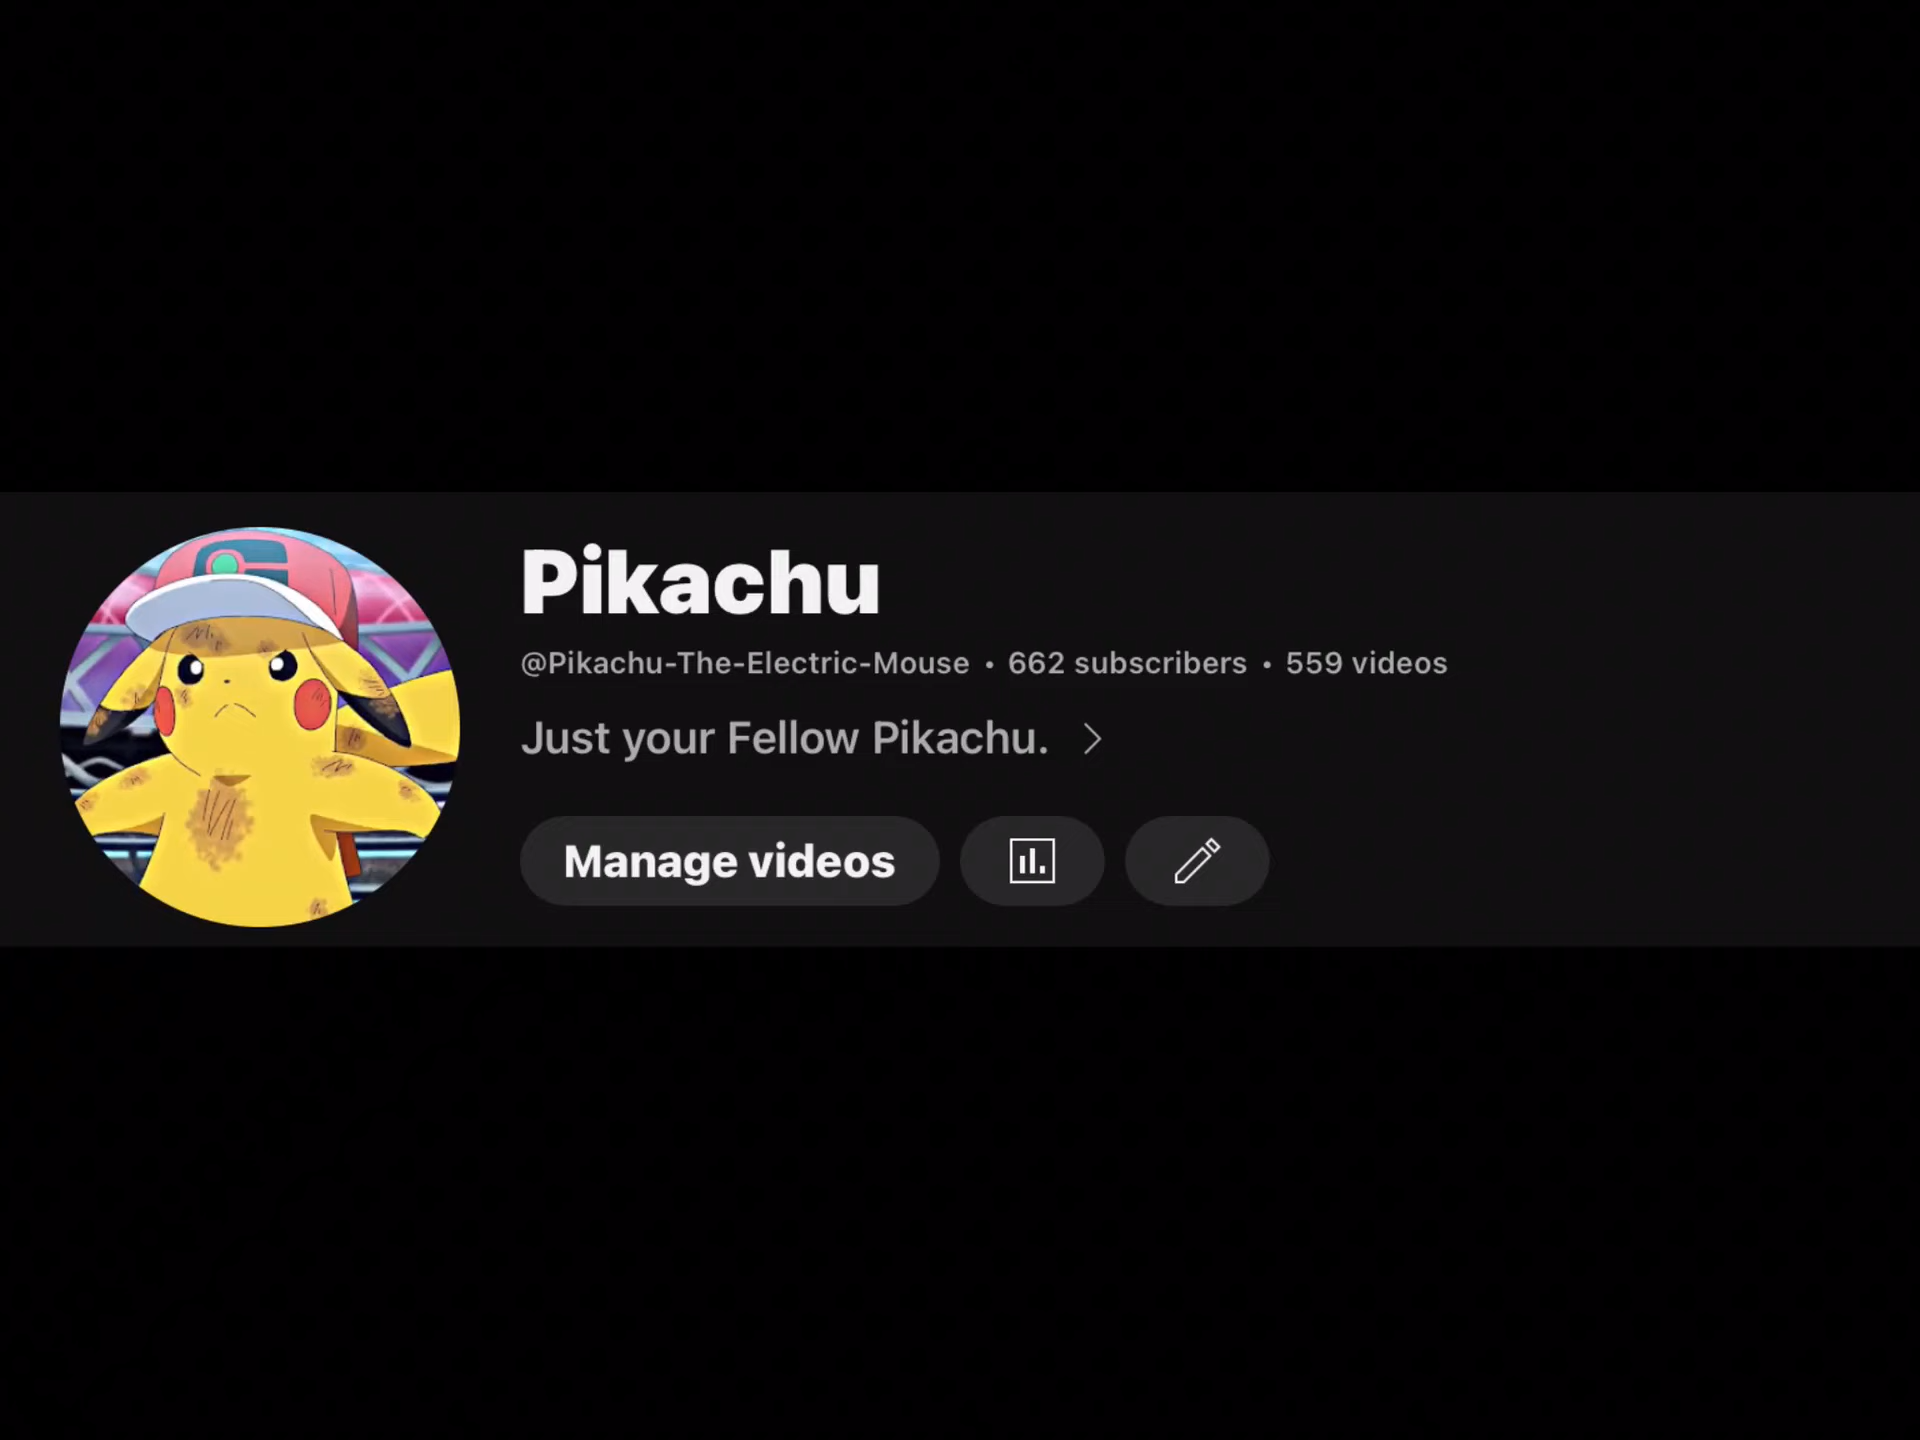 Pikachu
@Pikachu-The-Electric-Mouse • 662 subscribers • 559 videos
Just your Fellow Pikachu.
Manage videos